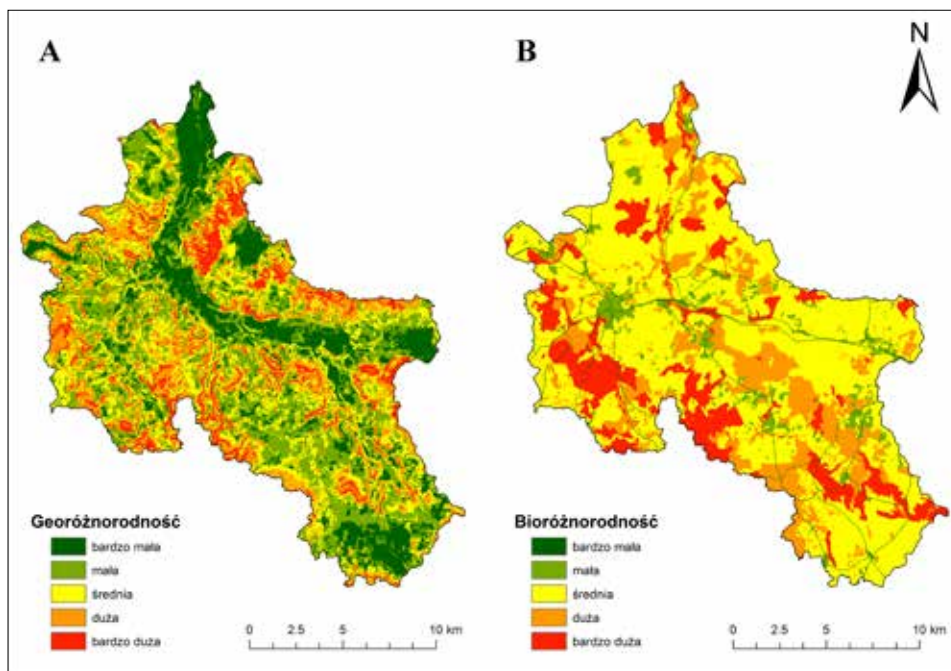 A
B
N
Georóżnorodność
bardzo mała
mała
średnia
duża
bardzo duża
0 2.5 5 10 km
Bioróżnorodność
bardzo mała
mała
średnia
duża
bardzo duża
0 2.5 5 10 km